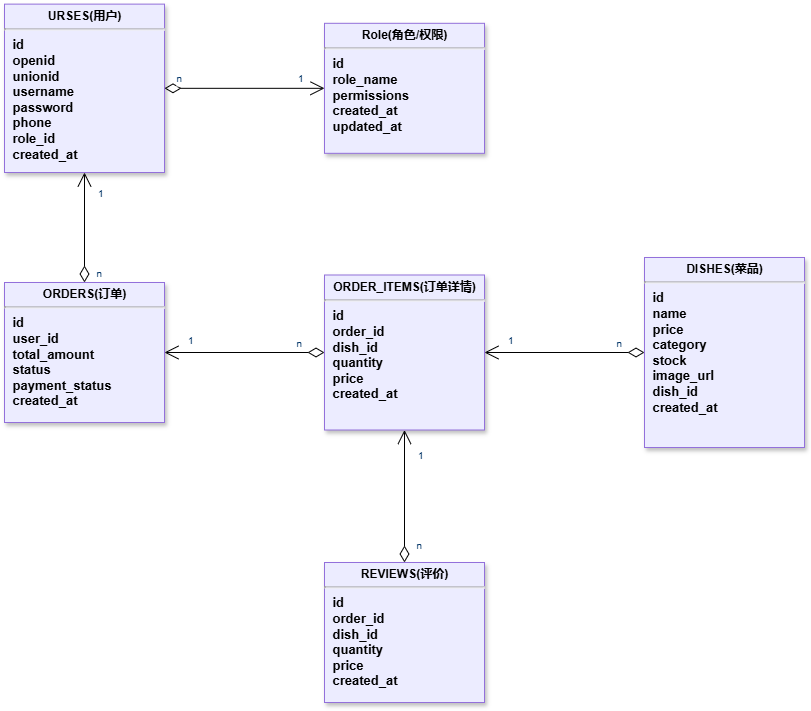 URSES(用户)
id
openid
unionid
username
password
phone
role_id
created_at
n
1
Role(角色/权限)
id
role_name
permissions
created_at
updated_at
1
n
ORDERS(订单)
id
user_id
total_amount
status
payment_status
created_at
1
n
ORDER_ITEMS(订单详情)
id
order_id
dish_id
quantity
price
created_at
1
n
DISHES(菜品)
id
name
price
category
stock
image_url
dish_id
created_at
1
n
REVIEWS(评价)
id
order_id
dish_id
quantity
price
created_at